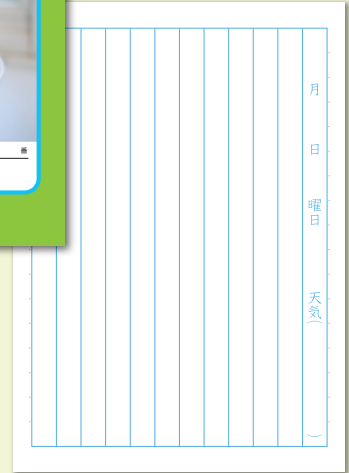 月　日　曜日　天気（　）